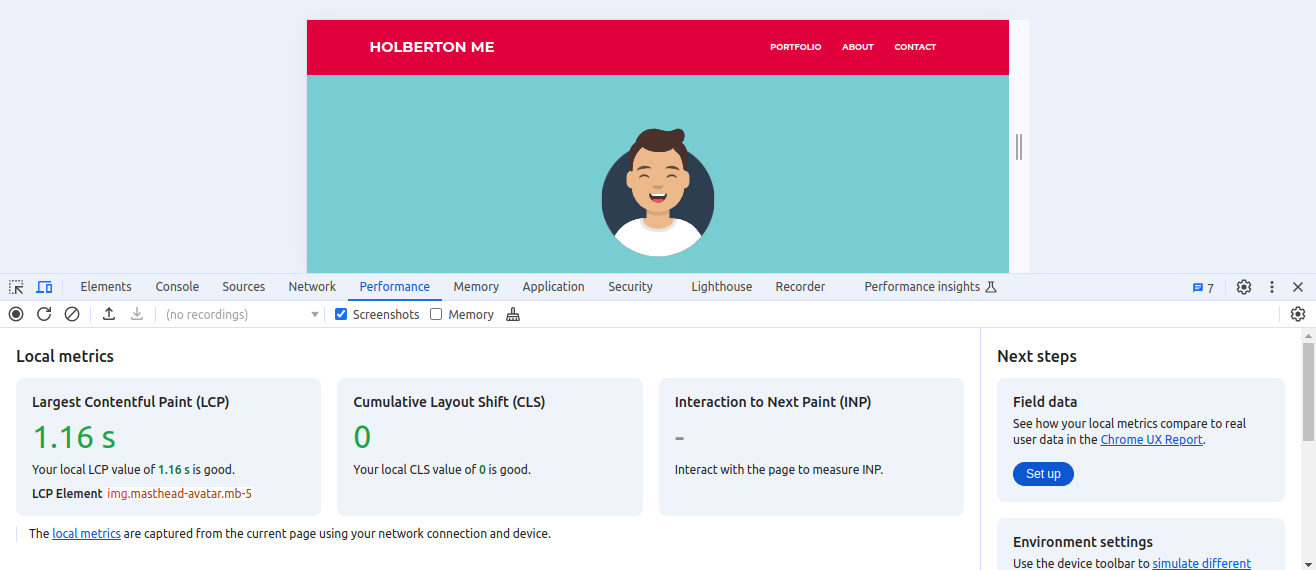 HOLBERTON ME
PORTFOLIO ABOUT CONTACT
Elements Console Sources Network Performance Memory Application Security Lighthouse Recorder Performance insights 7
(no recordings) Screenshots Memory
Local metrics
Largest Contentful Paint (LCP)
1.16 s
Your local LCP value of 1.16 s is good.
LCP Element img.masthead-avatar.mb-5
Cumulative Layout Shift (CLS)
0
Your local CLS value of 0 is good.
Interaction to Next Paint (INP)
-
Interact with the page to measure INP.
The local metrics are captured from the current page using your network connection and device.
Next steps
Field data
See how your local metrics compare to real
user data in the Chrome UX Report.
Set up
Environment settings
Use the device toolbar to simulate different